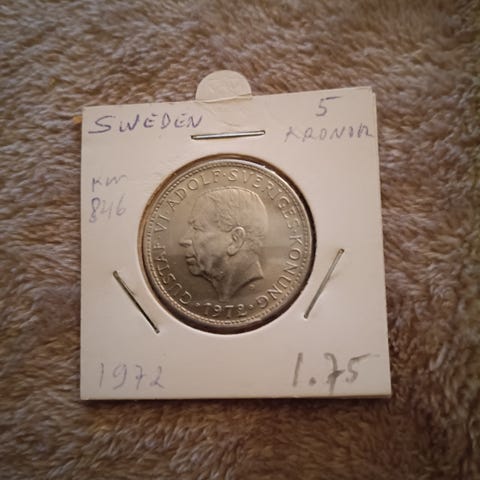 SWEDEN
5
KRONOR
KM
846
GUSTAF·VI·ADOLF·SVERIGES·KONUNG
·1972·
1972
1.75